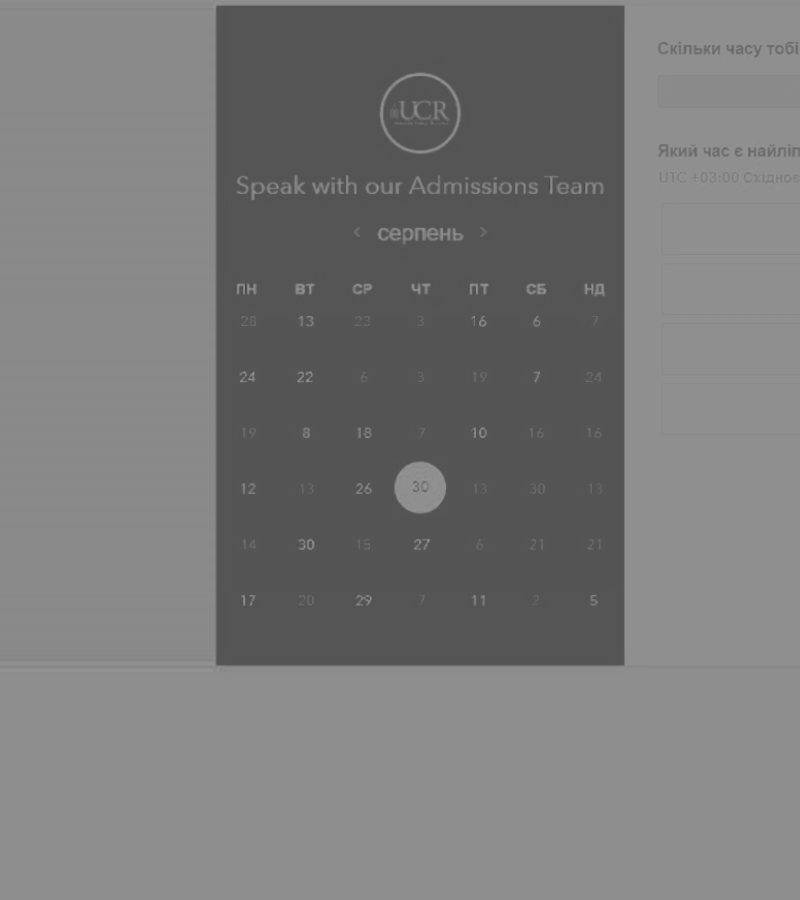 UCR
Speak with our Admissions Team
‹ серпень ›
ПН ВТ СР ЧТ ПТ СБ НД
28 13 23 3 16 6 7
24 22 6 3 19 7 24
19 8 18 7 10 16 16
12 13 26 30 13 30 13
14 30 15 27 6 21 21
17 20 29 7 11 2 5
Скільки часу тобі
Який час є найліп
UTC +03:00 Східноє